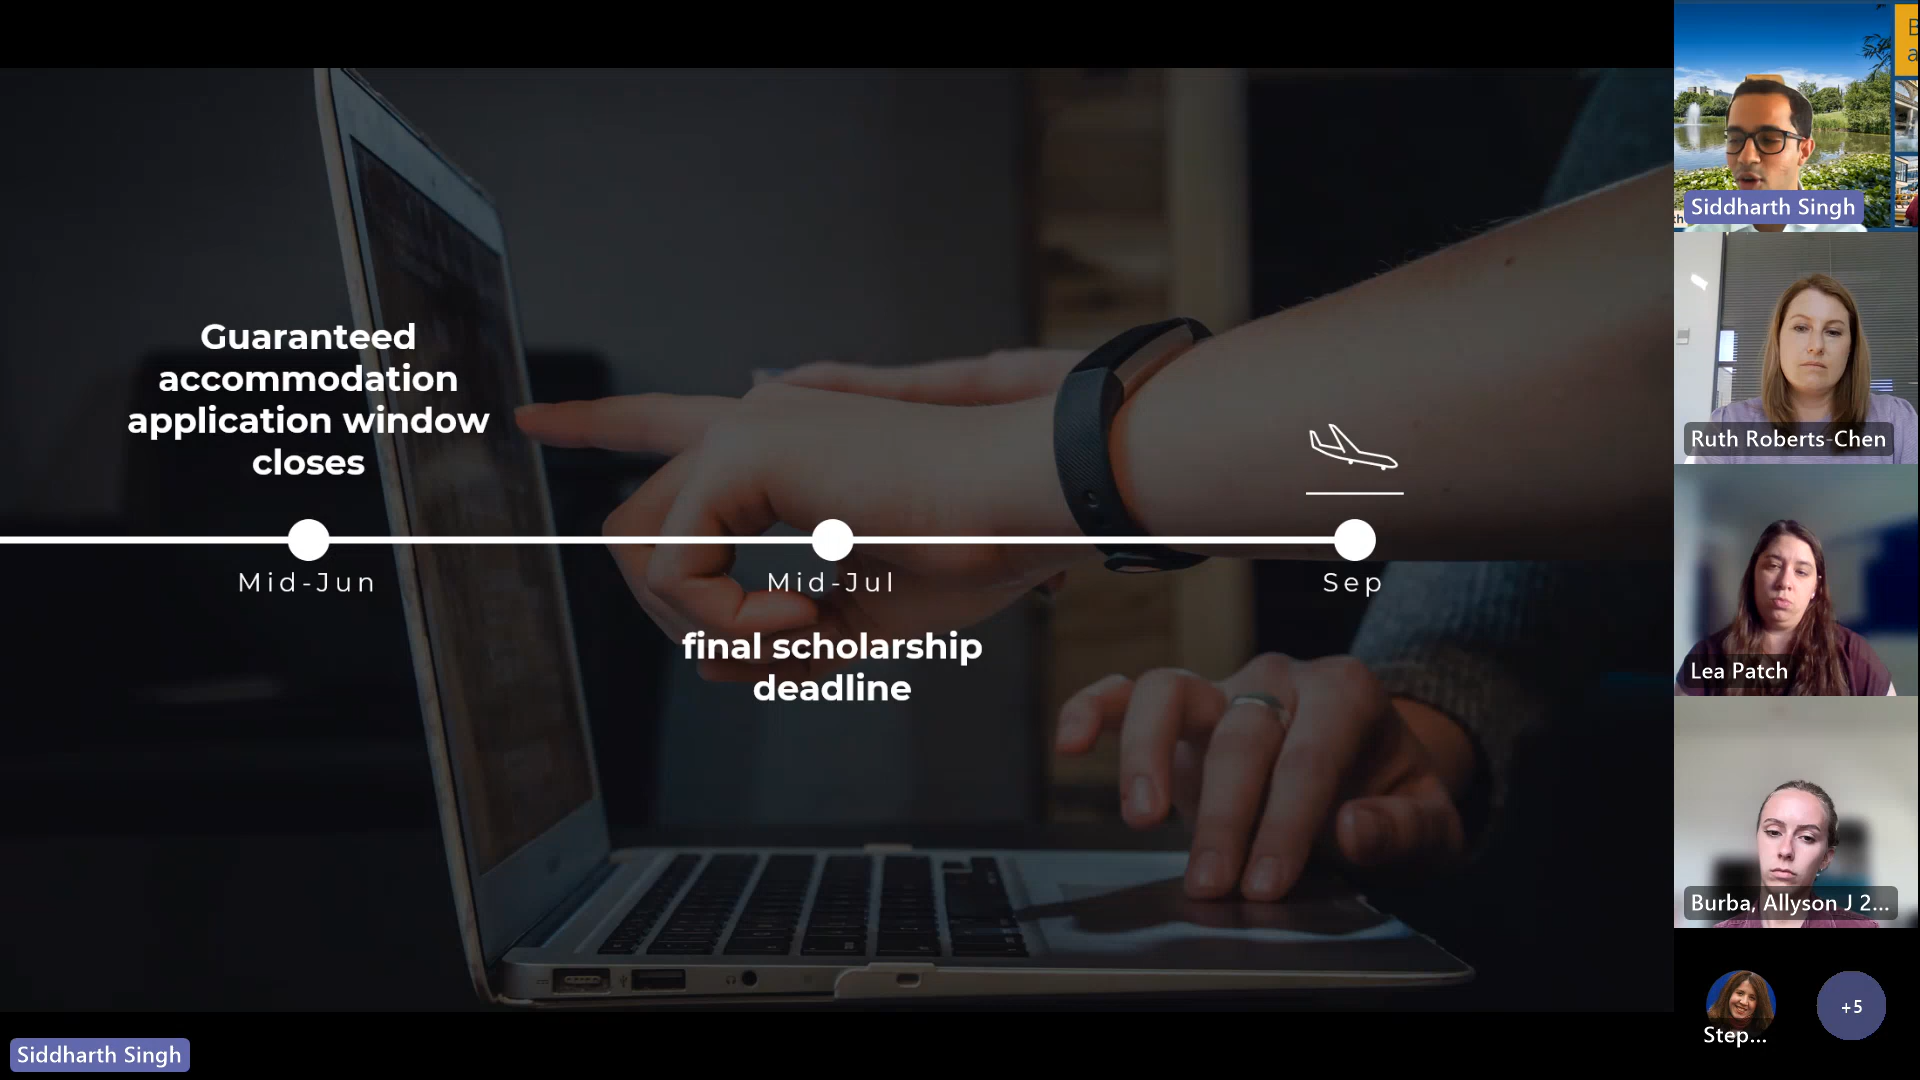 Guaranteed
accommodation
application window
closes
Mid-Jun
Mid-Jul
Sep
final scholarship
deadline
Siddharth Singh
B
a
Siddharth Singh
Ruth Roberts-Chen
Lea Patch
Burba, Allyson J 2...
Step...
+5